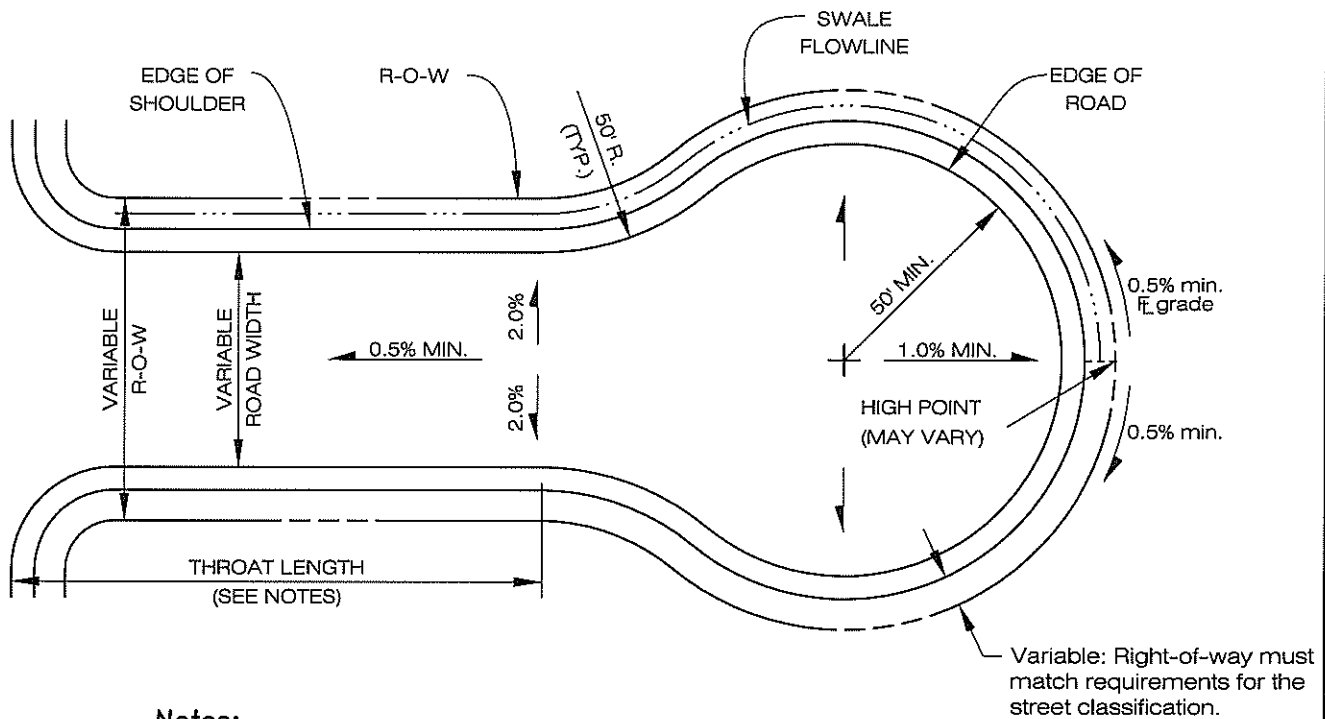 SWALE
FLOWLINE
EDGE OF
SHOULDER
R-O-W
EDGE OF
ROAD
50' R.
(TYP.)
50' MIN.
0.5% min.
FL grade
VARIABLE
R-O-W
VARIABLE
ROAD WIDTH
2.0%
2.0%
0.5% MIN.
1.0% MIN.
HIGH POINT
(MAY VARY)
0.5% min.
THROAT LENGTH
(SEE NOTES)
Variable: Right-of-way must
match requirements for the
street classification.
Notes: